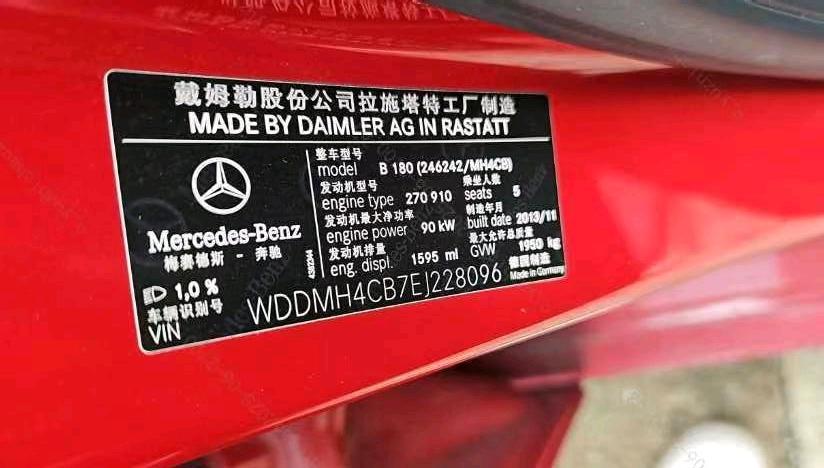 戴姆勒股份公司拉施塔特工厂制造
MADE BY DAIMLER AG IN RASTATT
整车型号
model B 180 (246242/MH4CB)
发动机型号 乘坐人数
engine type 270 910 seats 5
发动机最大净功率 制造年月
engine power 90 kW built date 2013/11
发动机排量 最大允许总质量
eng. displ. 1595 ml GVW 1950 kg
Mercedes-Benz
梅赛德斯 - 奔驰
德国制造
Made in Germany
1,0 %
车辆识别号
VIN WDDMH4CB7EJ228096